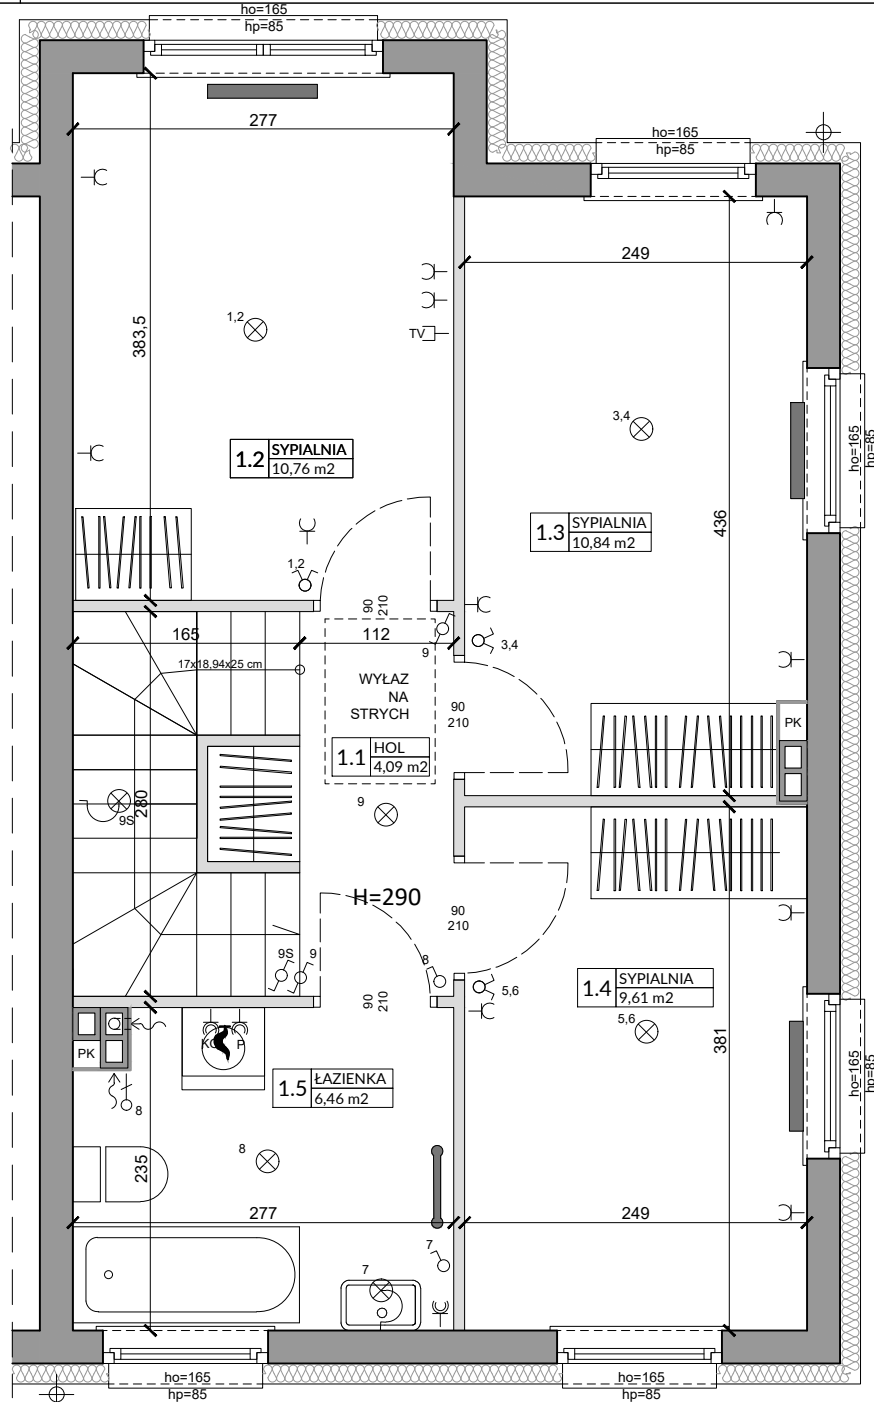 ho=165
hp=85
277
ho=165
hp=85
249
383,5
1,2
TV
3,4
ho=165
hp=85
1.2 SYPIALNIA
10,76 m2
436
1.3 SYPIALNIA
10,84 m2
1,2
90
210
165
112
9
3,4
17x18,94x25 cm
WYŁAZ
NA
STRYCH
90
210
PK
1.1 HOL
4,09 m2
280
9S
9
H=290
90
210
9S
9
8
5,6
1.4 SYPIALNIA
9,61 m2
90
210
5,6
381
PK
P
1.5 ŁAZIENKA
6,46 m2
8
ho=165
hp=85
8
235
277
249
7
7
ho=165
hp=85
ho=165
hp=85